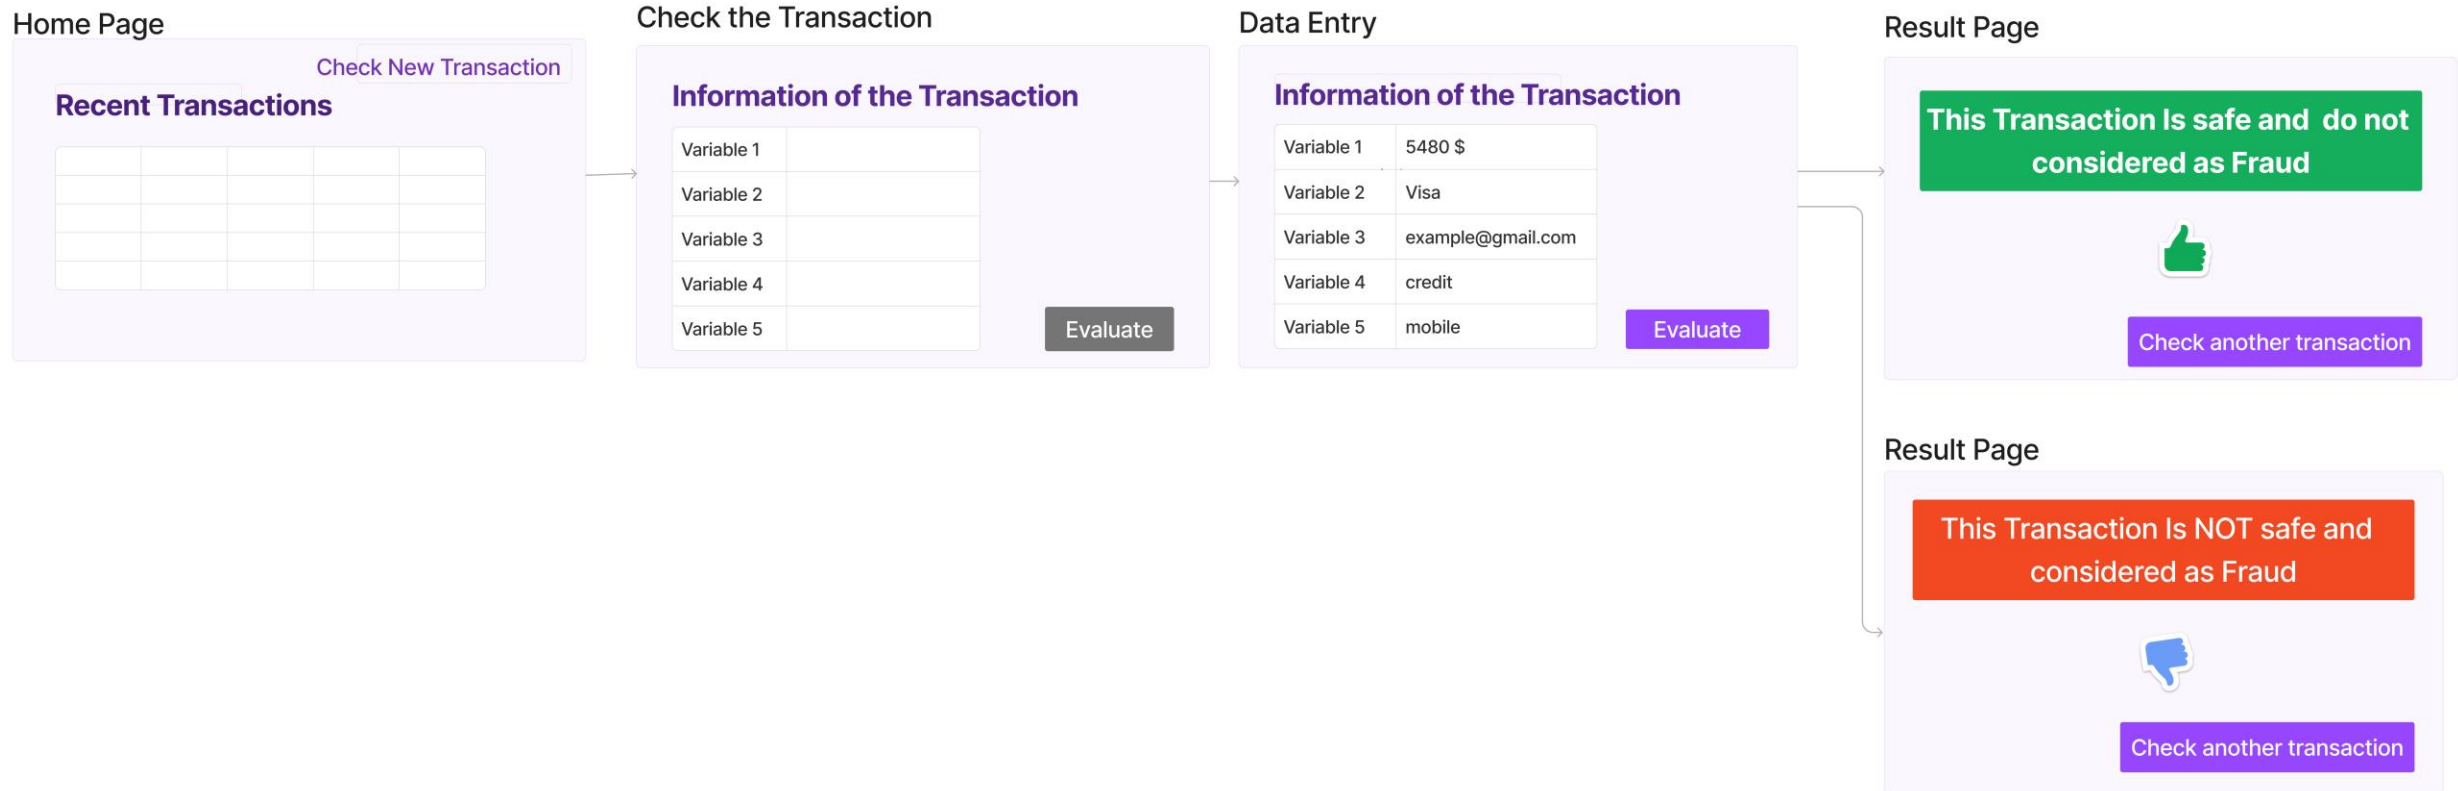 Home Page
Check New Transaction
Recent Transactions
Check the Transaction
Information of the Transaction
Variable 1
Variable 2
Variable 3
Variable 4
Variable 5
Evaluate
Data Entry
Information of the Transaction
Variable 1 5480 $
Variable 2 Visa
Variable 3 example@gmail.com
Variable 4 credit
Variable 5 mobile
Evaluate
Result Page
This Transaction Is safe and do not
considered as Fraud
Check another transaction
Result Page
This Transaction Is NOT safe and
considered as Fraud
Check another transaction